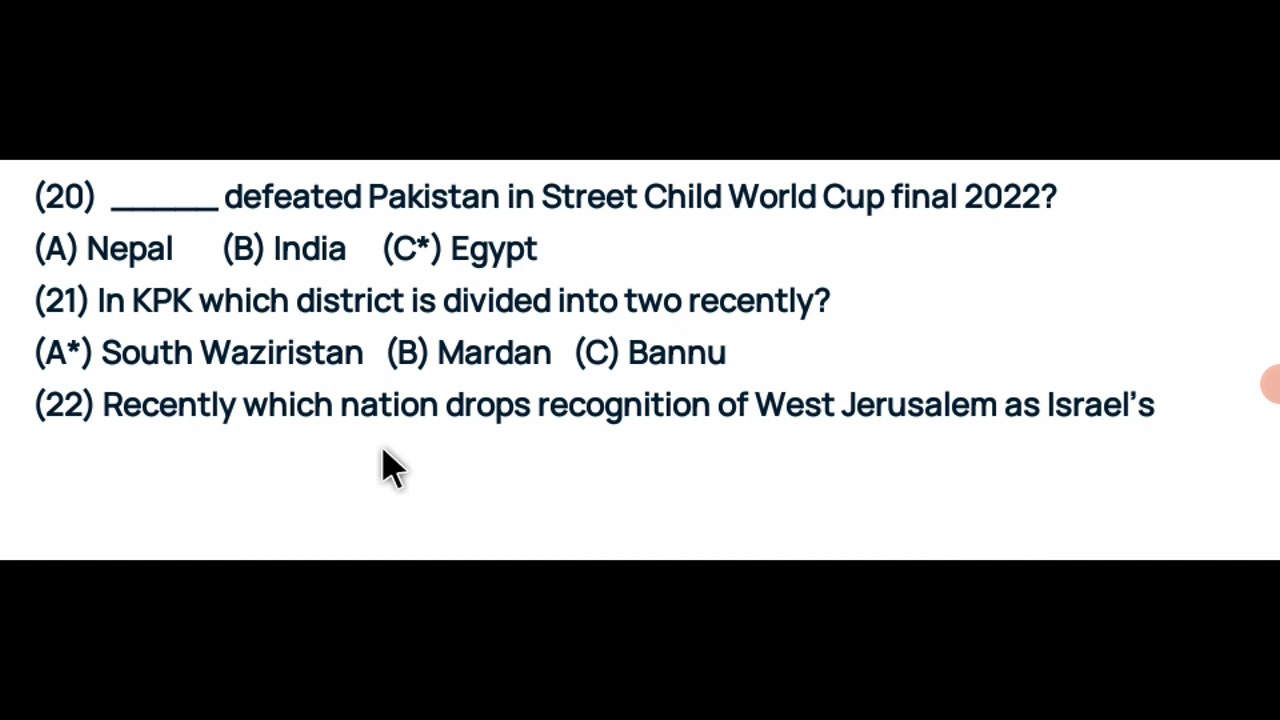 (20) ______ defeated Pakistan in Street Child World Cup final 2022?
(A) Nepal (B) India (C*) Egypt
(21) In KPK which district is divided into two recently?
(A*) South Waziristan (B) Mardan (C) Bannu
(22) Recently which nation drops recognition of West Jerusalem as Israel’s